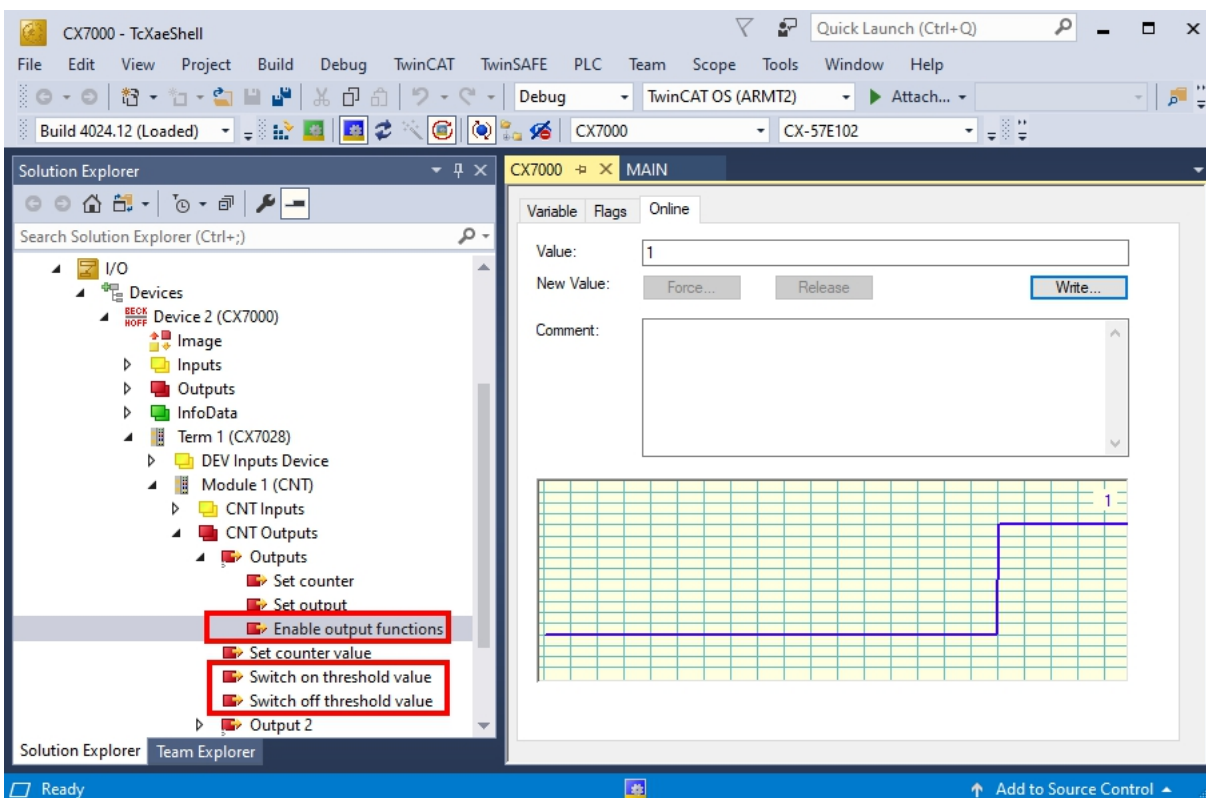 CX7000 - TcXaeShell
Quick Launch (Ctrl+Q)
File Edit View Project Build Debug TwinCAT TwinSAFE PLC Team Scope Tools Window Help
Debug TwinCAT OS (ARMT2) Attach...
Build 4024.12 (Loaded) CX7000 CX-57E102
Solution Explorer
Search Solution Explorer (Ctrl+;)
I/O
Devices
BECKHOFF Device 2 (CX7000)
Image
Inputs
Outputs
InfoData
Term 1 (CX7028)
DEV Inputs Device
Module 1 (CNT)
CNT Inputs
CNT Outputs
Outputs
Set counter
Set output
Enable output functions
Set counter value
Switch on threshold value
Switch off threshold value
Output 2
Solution Explorer Team Explorer
CX7000 MAIN
Variable Flags Online
Value: 1
New Value: Force... Release Write...
Comment:
1
Ready Add to Source Control